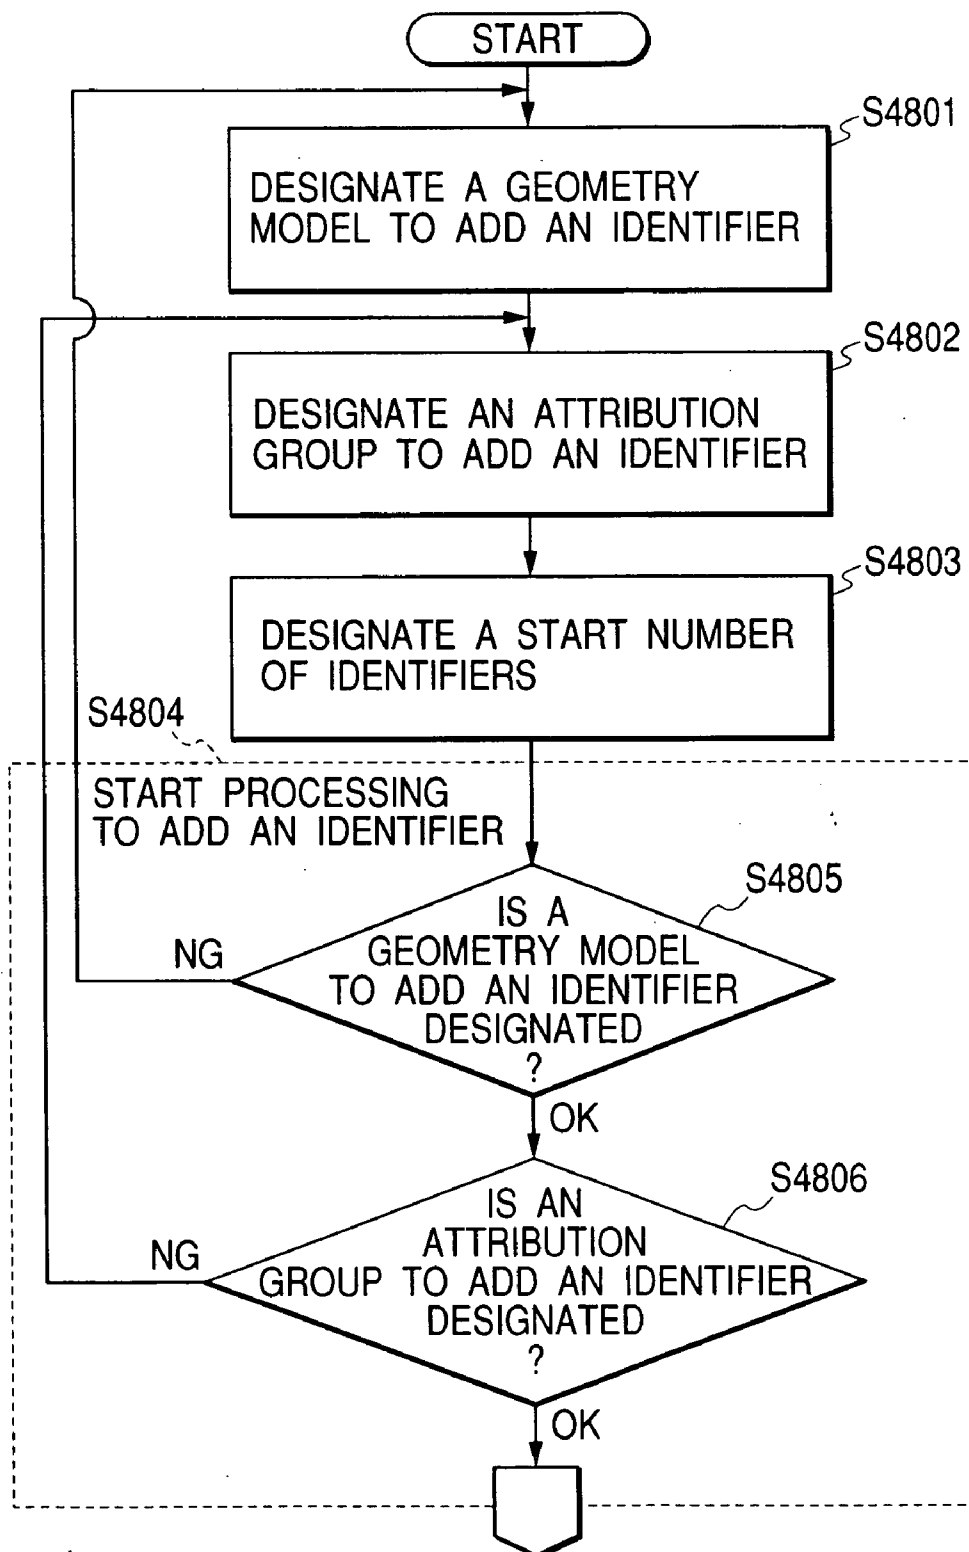 START
S4801
DESIGNATE A GEOMETRY
MODEL TO ADD AN IDENTIFIER
S4802
DESIGNATE AN ATTRIBUTION
GROUP TO ADD AN IDENTIFIER
S4803
DESIGNATE A START NUMBER
OF IDENTIFIERS
S4804
START PROCESSING
TO ADD AN IDENTIFIER
S4805
IS A
GEOMETRY MODEL
TO ADD AN IDENTIFIER
DESIGNATED
?
NG
OK
S4806
IS AN
ATTRIBUTION
GROUP TO ADD AN IDENTIFIER
DESIGNATED
?
NG
OK